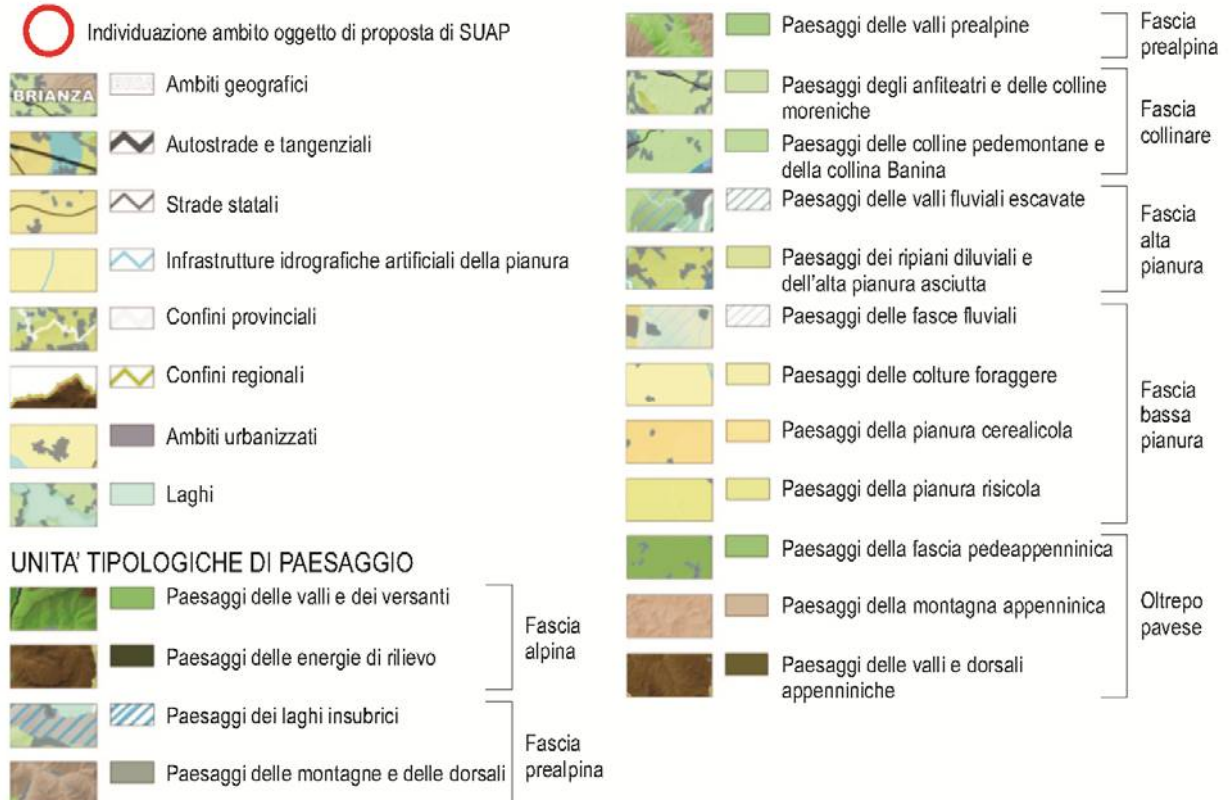 Individuazione ambito oggetto di proposta di SUAP
BRIANZA
Ambiti geografici
Autostrade e tangenziali
Strade statali
Infrastrutture idrografiche artificiali della pianura
Confini provinciali
Confini regionali
Ambiti urbanizzati
Laghi
UNITA' TIPOLOGICHE DI PAESAGGIO
Paesaggi delle valli e dei versanti
Paesaggi delle energie di rilievo
Fascia
alpina
Paesaggi dei laghi insubrici
Paesaggi delle montagne e delle dorsali
Fascia
prealpina
Paesaggi delle valli prealpine
Fascia
prealpina
Paesaggi degli anfiteatri e delle colline
moreniche
Paesaggi delle colline pedemontane e
della collina Banina
Fascia
collinare
Paesaggi delle valli fluviali escavate
Paesaggi dei ripiani diluviali e
dell'alta pianura asciutta
Fascia
alta
pianura
Paesaggi delle fasce fluviali
Paesaggi delle colture foraggere
Paesaggi della pianura cerealicola
Paesaggi della pianura risicola
Fascia
bassa
pianura
Paesaggi della fascia pedeappenninica
Paesaggi della montagna appenninica
Paesaggi delle valli e dorsali
appenniniche
Oltrepo
pavese